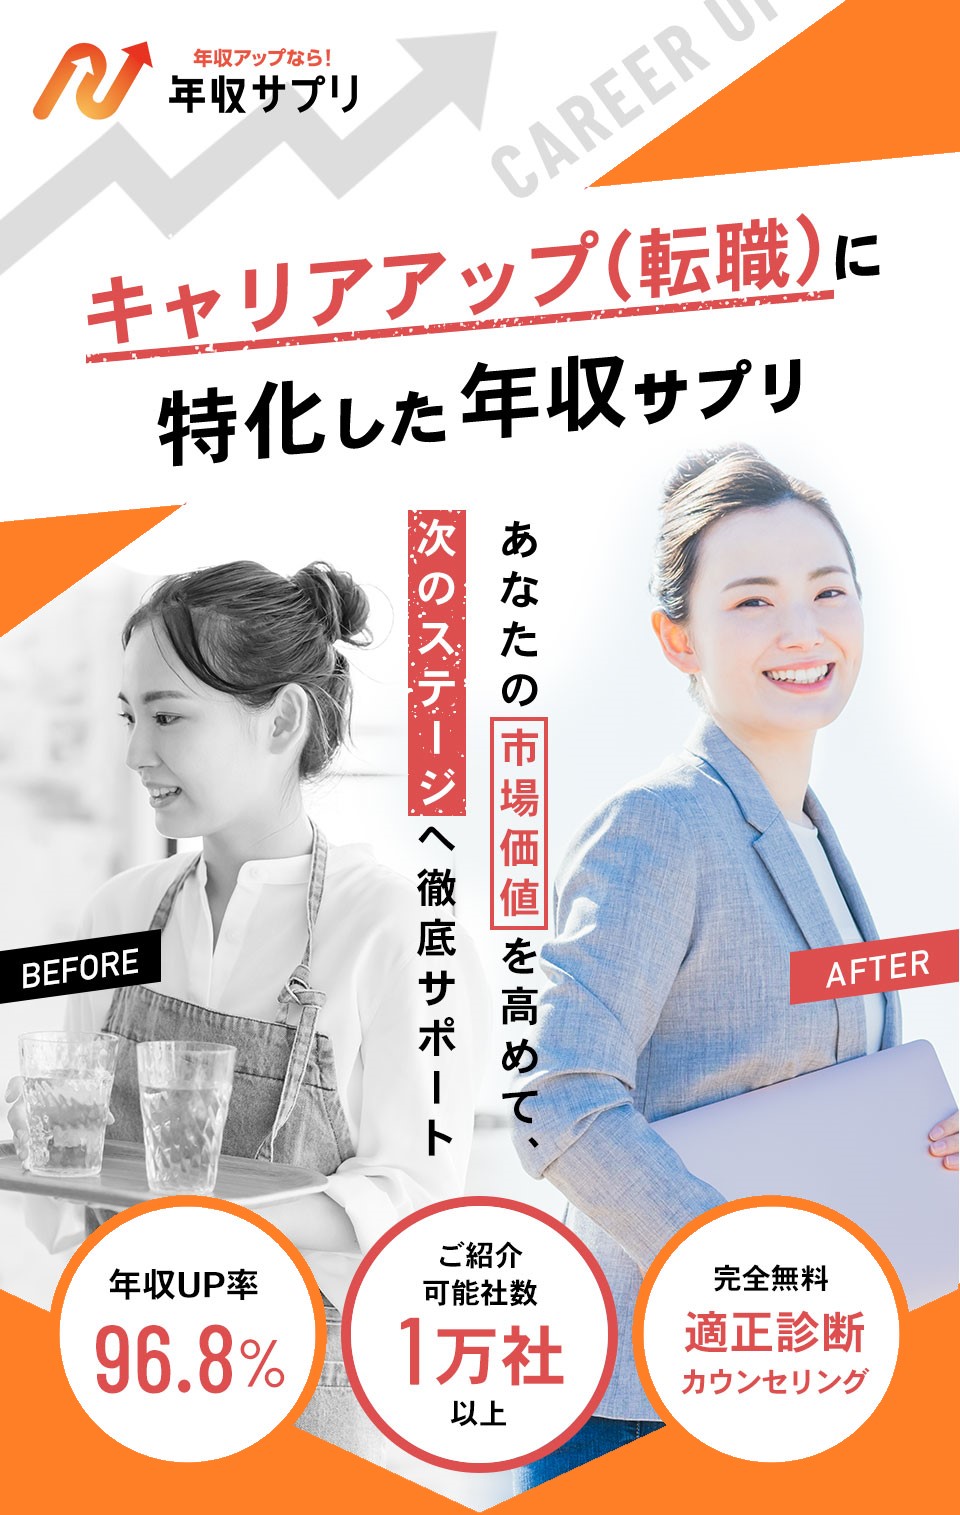 年収アップなら！
年収サプリ
CAREER UP
キャリアアップ（転職）に
特化した年収サプリ
あなたの市場価値を高めて、
次のステージへ徹底サポート
BEFORE
AFTER
年収UP率
96.8%
ご紹介
可能社数
1万社
以上
完全無料
適正診断
カウンセリング